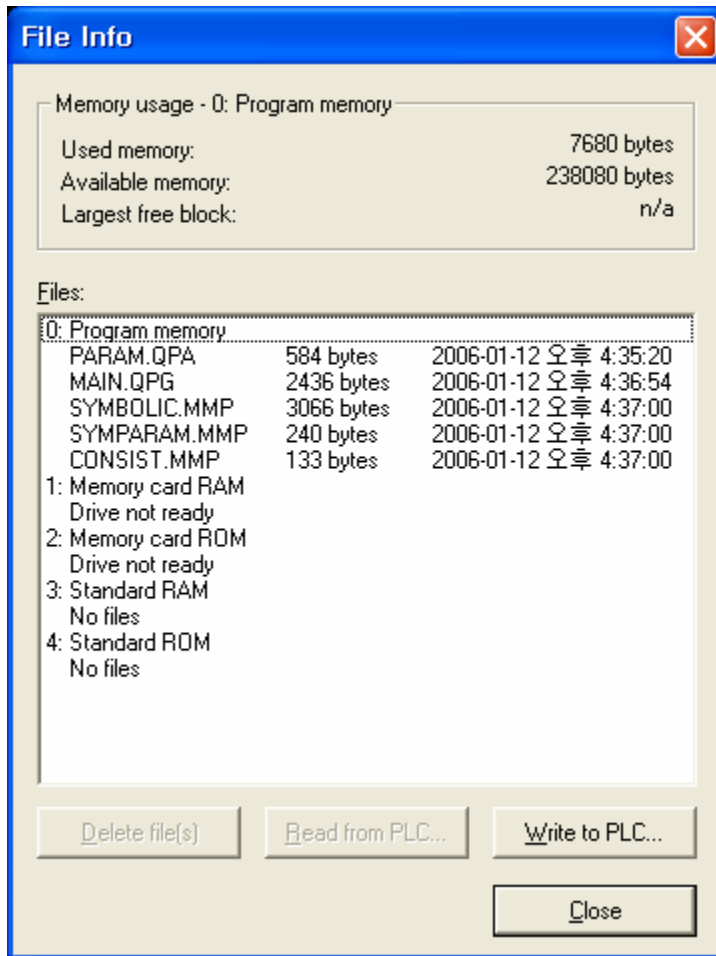 File Info
Memory usage - 0: Program memory
Used memory: 7680 bytes
Available memory: 238080 bytes
Largest free block: n/a
Files:
0: Program memory
PARAM.QPA 584 bytes 2006-01-12 오후 4:35:20
MAIN.QPG 2436 bytes 2006-01-12 오후 4:36:54
SYMBOLIC.MMP 3066 bytes 2006-01-12 오후 4:37:00
SYMPARAM.MMP 240 bytes 2006-01-12 오후 4:37:00
CONSIST.MMP 133 bytes 2006-01-12 오후 4:37:00
1: Memory card RAM
Drive not ready
2: Memory card ROM
Drive not ready
3: Standard RAM
No files
4: Standard ROM
No files
Delete file(s) Read from PLC... Write to PLC...
Close